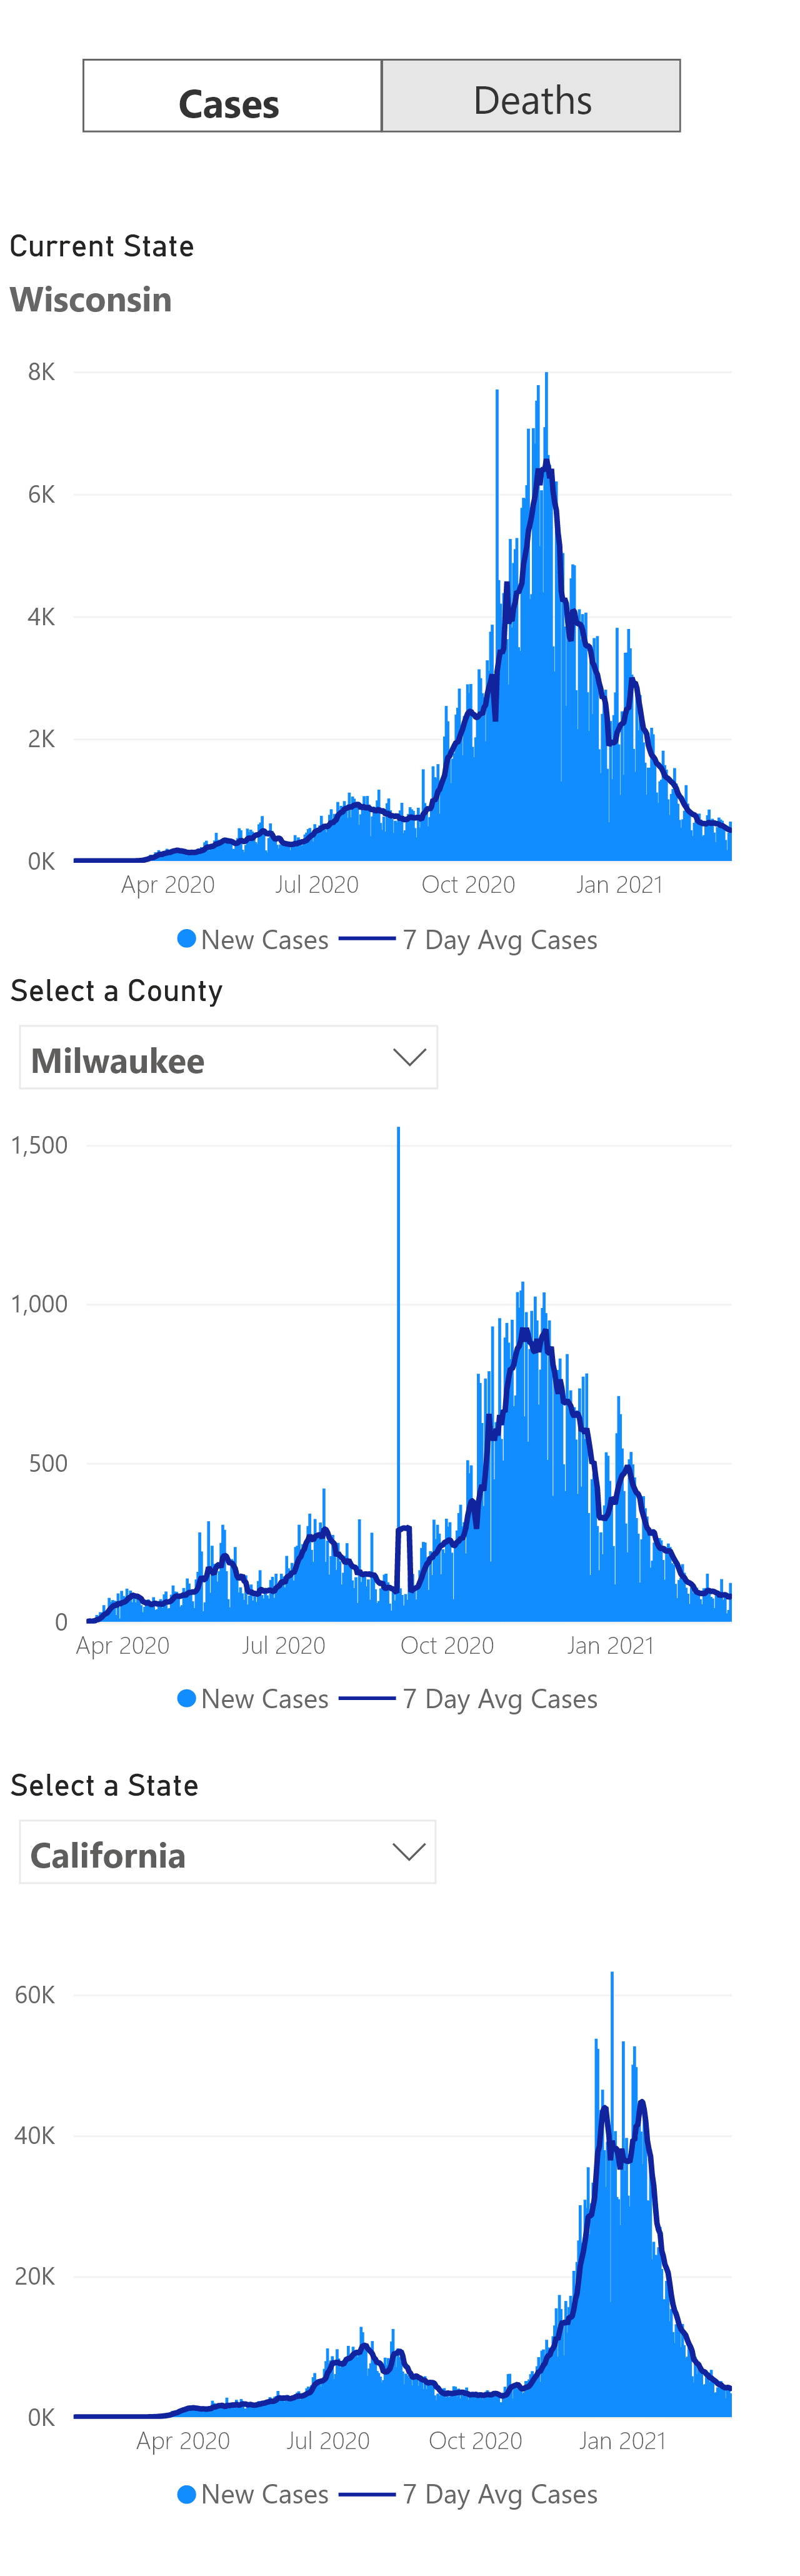 Cases Deaths
Current State
Wisconsin
8K
6K
4K
2K
0K
Apr 2020 Jul 2020 Oct 2020 Jan 2021
New Cases 7 Day Avg Cases
Select a County
Milwaukee
1,500
1,000
500
0
Apr 2020 Jul 2020 Oct 2020 Jan 2021
New Cases 7 Day Avg Cases
Select a State
California
60K
40K
20K
0K
Apr 2020 Jul 2020 Oct 2020 Jan 2021
New Cases 7 Day Avg Cases